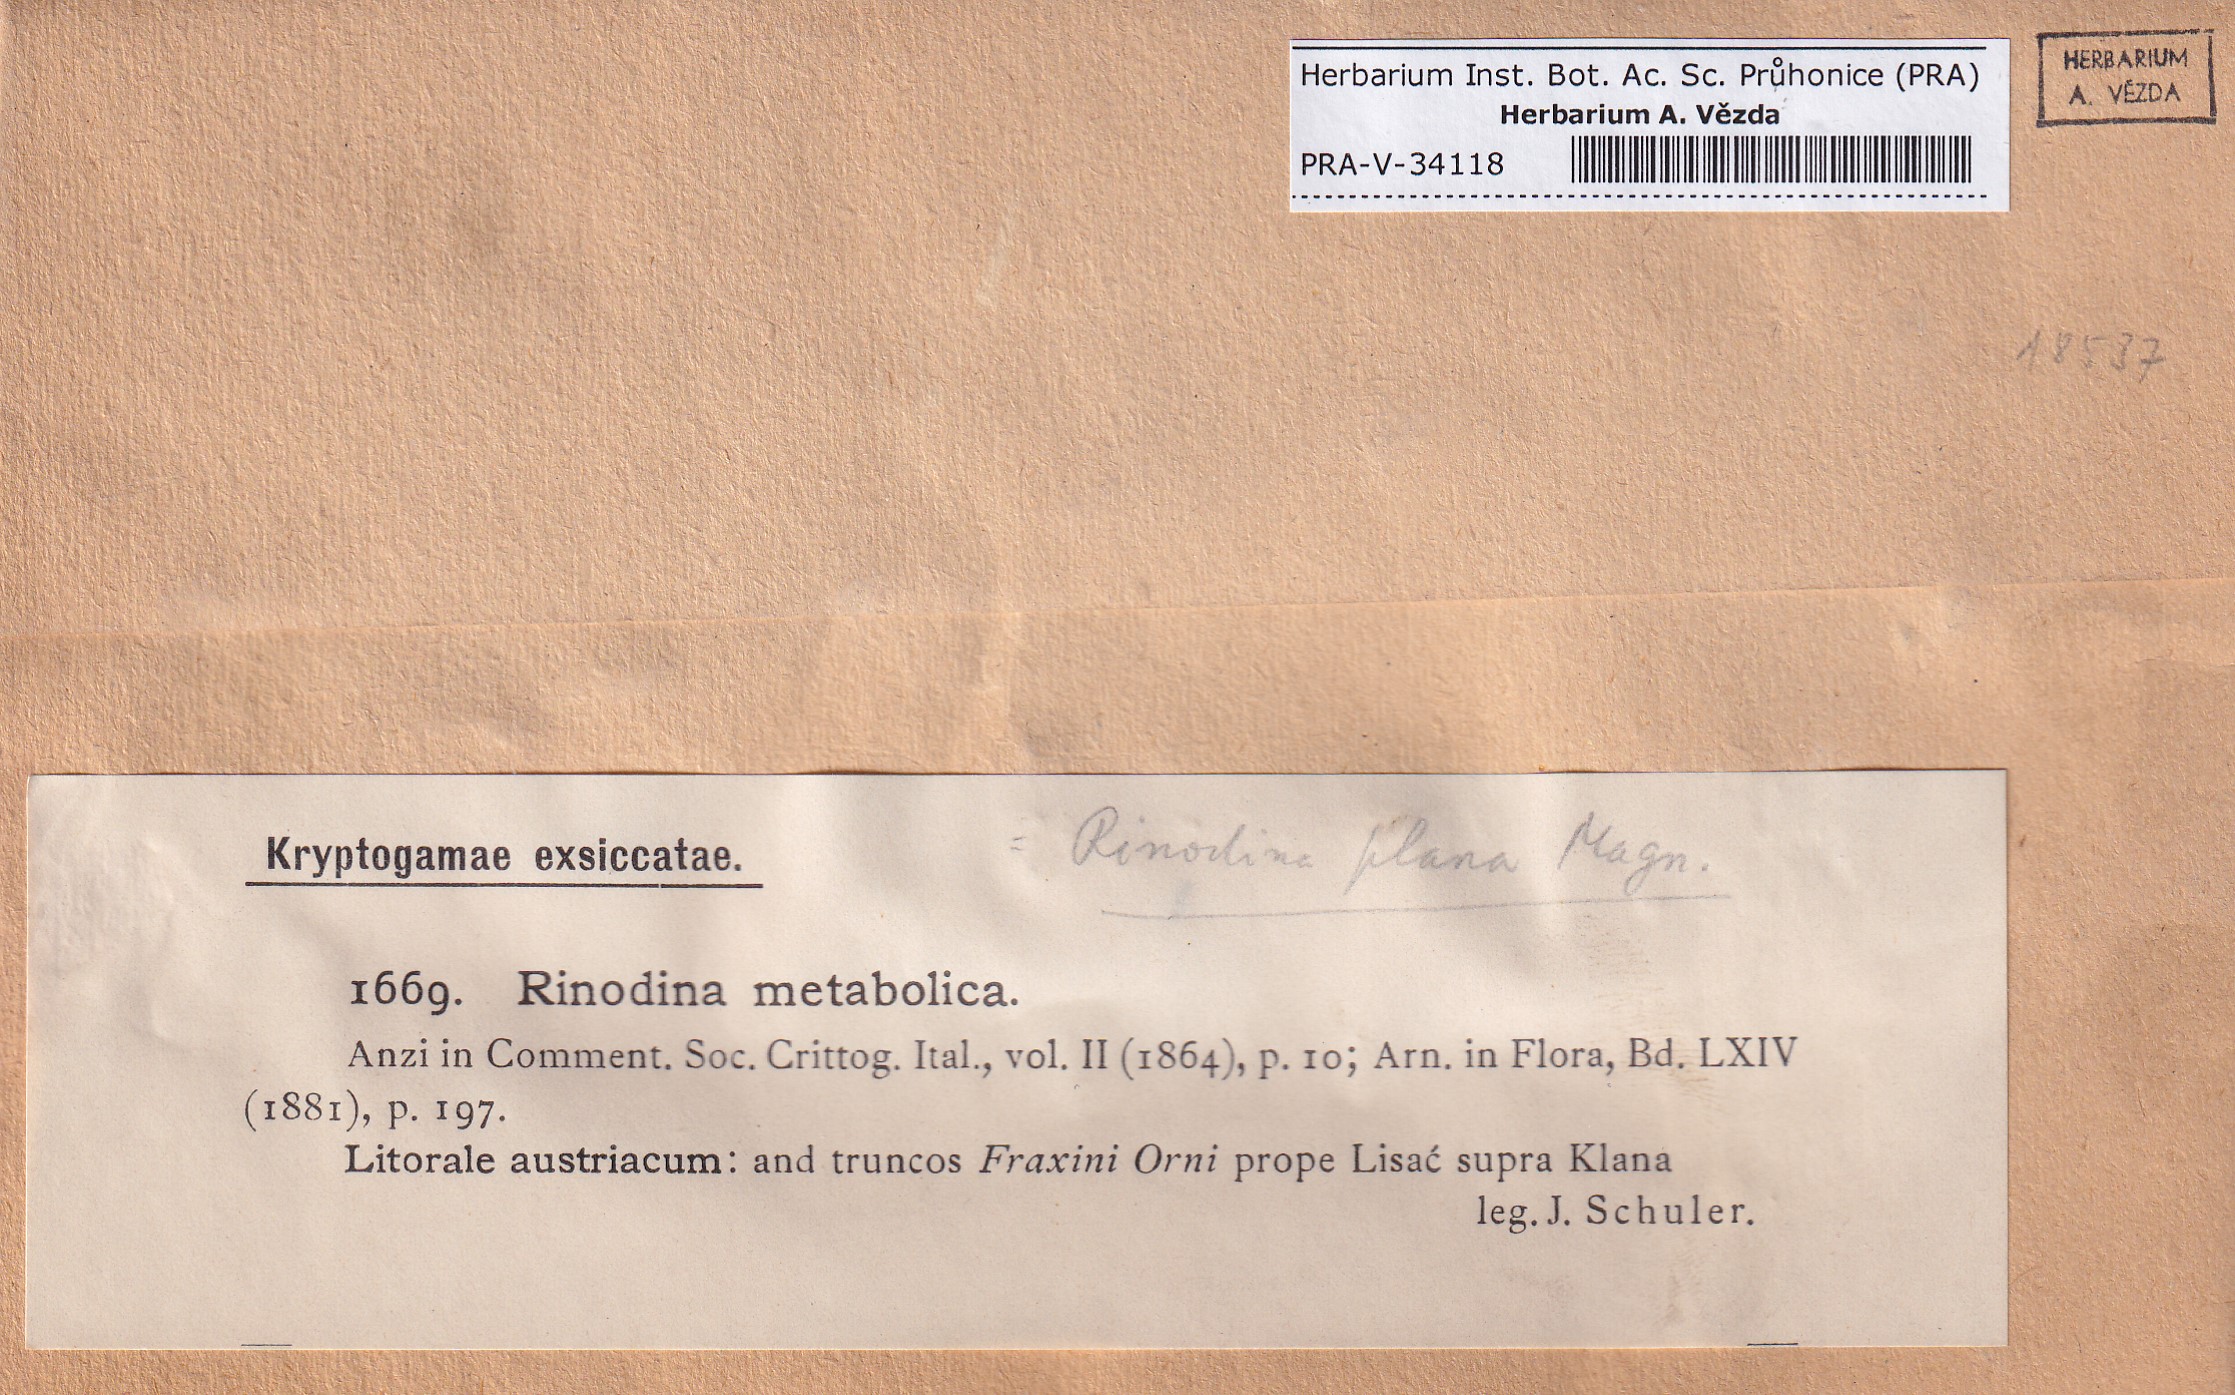 Herbarium Inst. Bot. Ac. Sc. Průhonice (PRA)
Herbarium A. Vězda
PRA-V-34118
HERBARIUM
A. VĚZDA
18537
Kryptogamae exsiccatae.
= Rinodina plana Magn.
1669. Rinodina metabolica.
Anzi in Comment. Soc. Crittog. Ital., vol. II (1864), p. 10; Arn. in Flora, Bd. LXIV
(1881), p. 197.
Litorale austriacum: and truncos Fraxini Orni prope Lisać supra Klana
leg. J. Schuler.